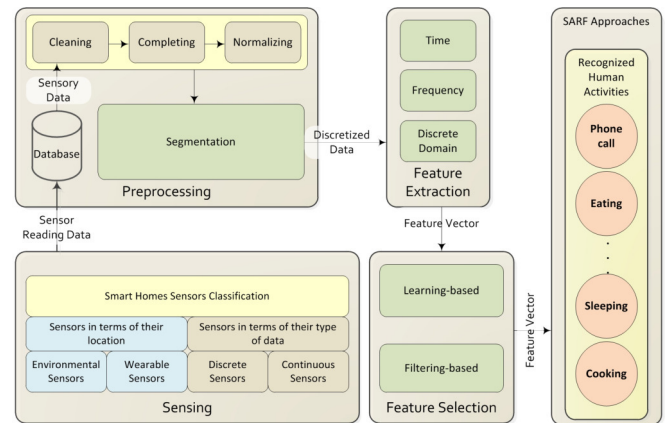 Cleaning
Completing
Normalizing
Sensory
Data
Database
Segmentation
Preprocessing
Discretized
Data
Time
Frequency
Discrete
Domain
Feature
Extraction
Sensor
Reading Data
Feature Vector
Smart Homes Sensors Classification
Sensors in terms of their
location
Sensors in terms of their type
of data
Environmental
Sensors
Wearable
Sensors
Discrete
Sensors
Continuous
Sensors
Sensing
Learning-based
Filtering-based
Feature Selection
Feature Vector
SARF Approaches
Recognized
Human
Activities
Phone
call
Eating
Sleeping
Cooking